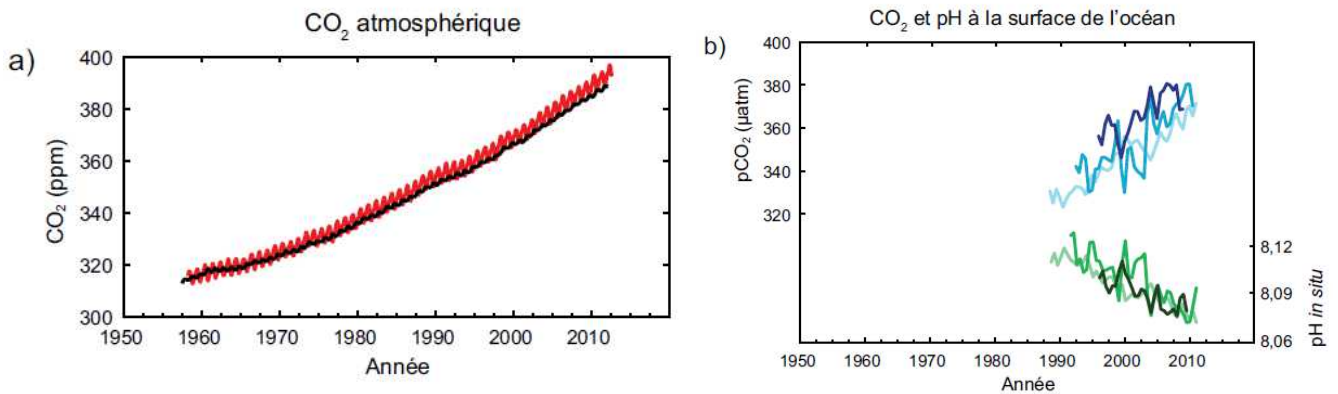 a)
CO₂ atmosphérique
CO₂ (ppm)
400
380
360
340
320
300
1950 1960 1970 1980 1990 2000 2010
Année
b)
CO₂ et pH à la surface de l'océan
pCO₂ (µatm)
400
380
360
340
320
8,12
8,09
8,06
pH in situ
1950 1960 1970 1980 1990 2000 2010
Année